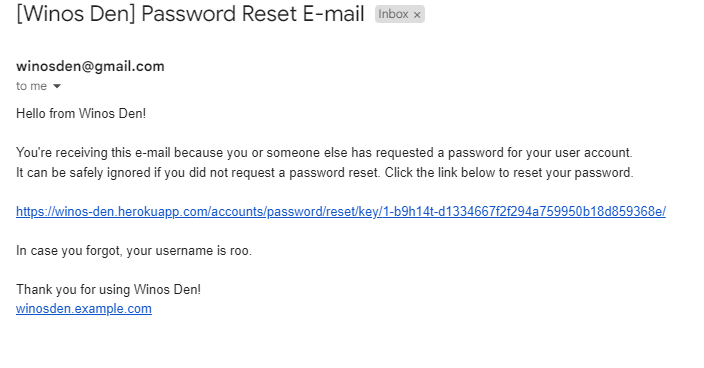 [Winos Den] Password Reset E-mail Inbox ×
winosden@gmail.com
to me
Hello from Winos Den!
You're receiving this e-mail because you or someone else has requested a password for your user account.
It can be safely ignored if you did not request a password reset. Click the link below to reset your password.
https://winos-den.herokuapp.com/accounts/password/reset/key/1-b9h14t-d1334667f2f294a759950b18d859368e/
In case you forgot, your username is roo.
Thank you for using Winos Den!
winosden.example.com